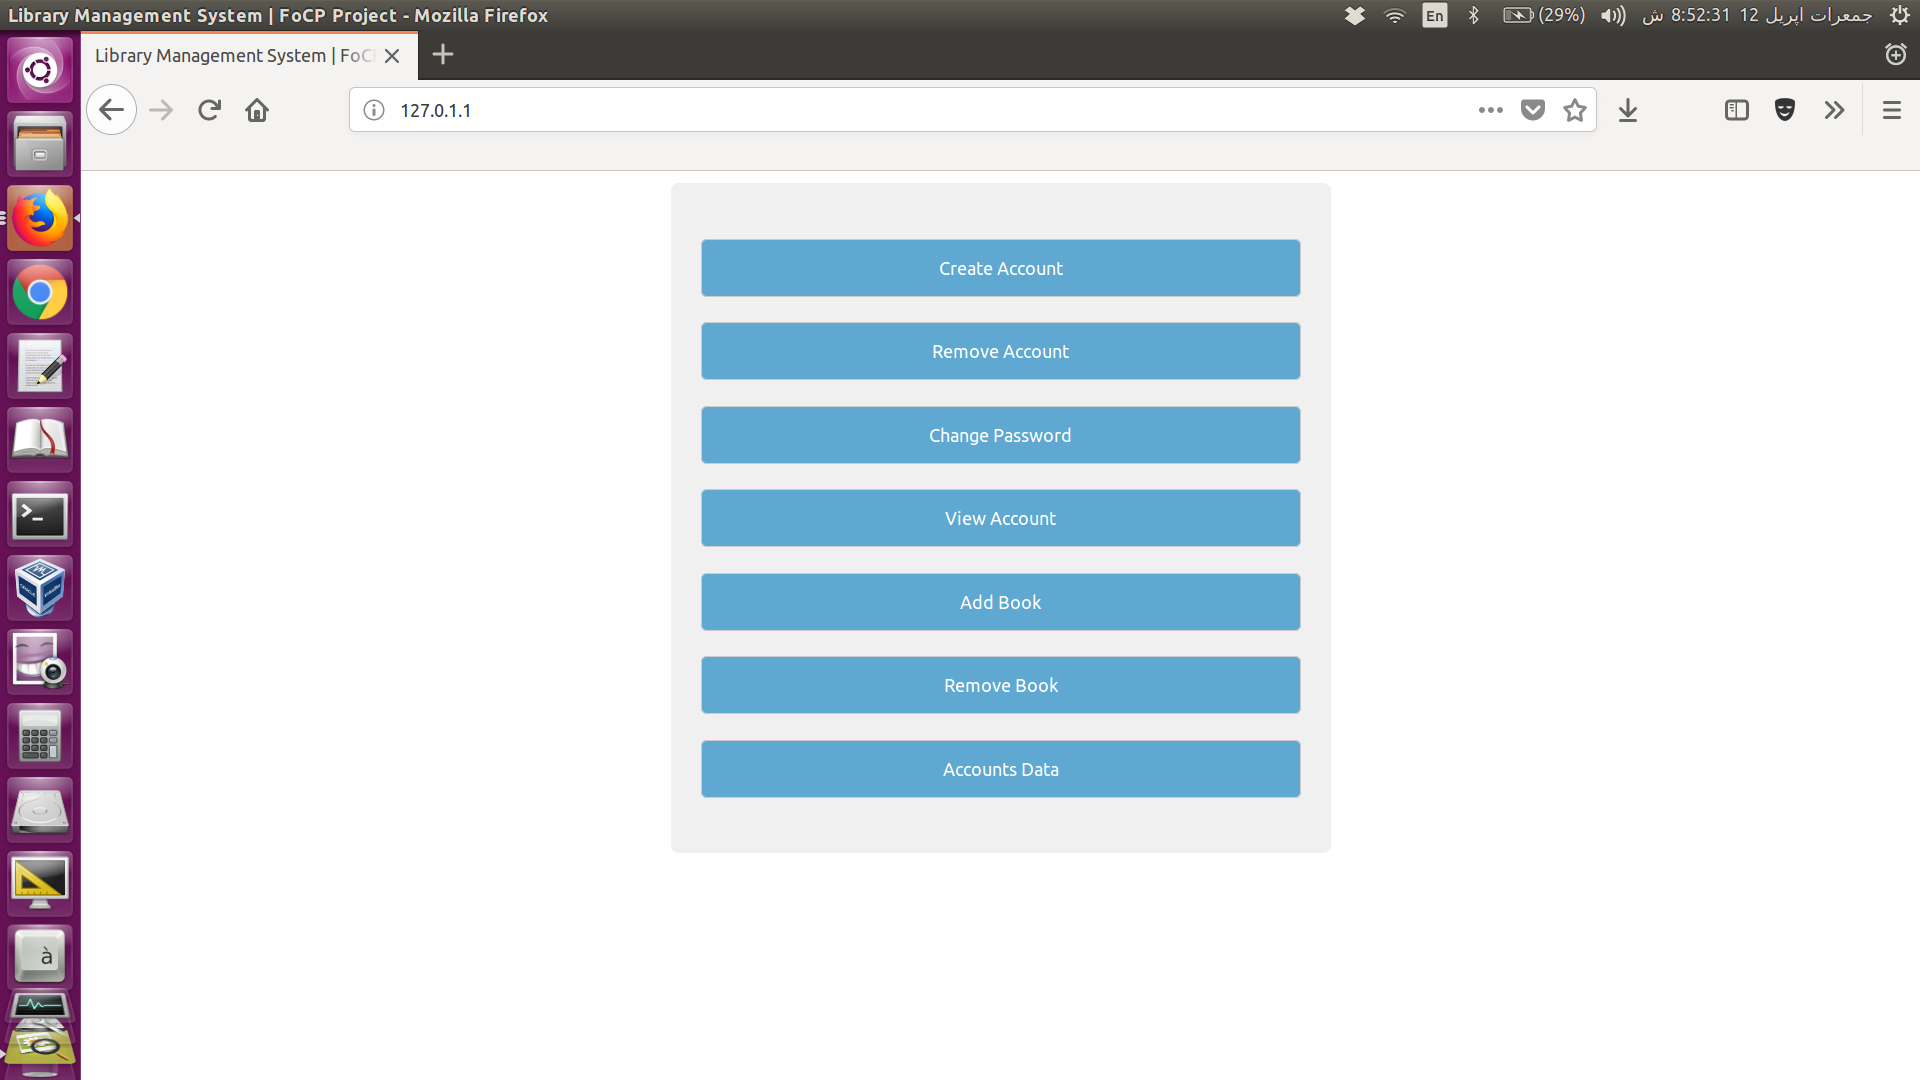 Library Management System | FoCP Project - Mozilla Firefox
En
(29%)
جمعرات اپریل 12 8:52:31 ش
Library Management System | FoC
127.0.1.1
Create Account
Remove Account
Change Password
View Account
Add Book
Remove Book
Accounts Data
à